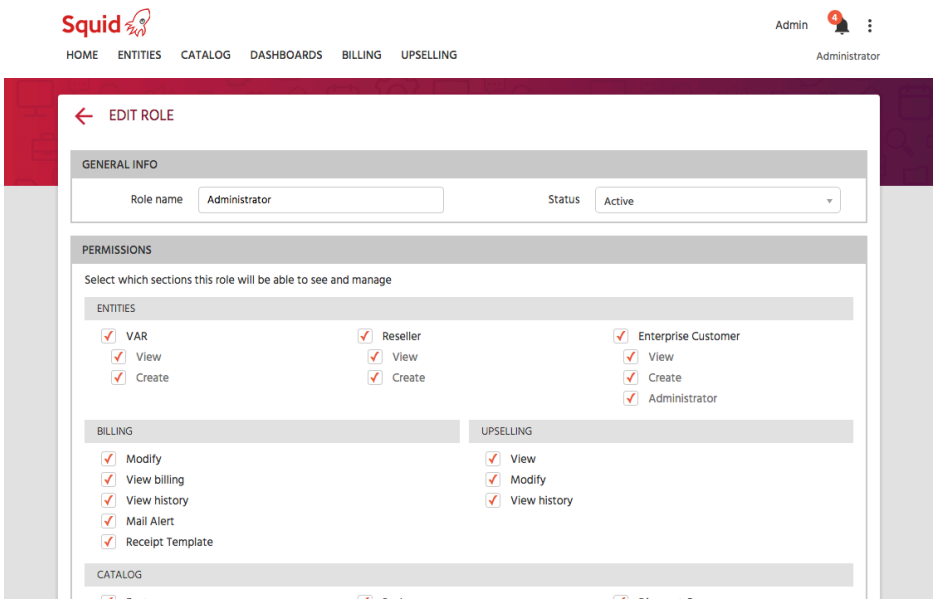 Squid
Admin
4
HOME ENTITIES CATALOG DASHBOARDS BILLING UPSELLING
Administrator
EDIT ROLE
GENERAL INFO
Role name Administrator Status Active
PERMISSIONS
Select which sections this role will be able to see and manage
ENTITIES
VAR Reseller Enterprise Customer
View View View
Create Create Create
Administrator
BILLING UPSELLING
Modify View
View billing Modify
View history View history
Mail Alert
Receipt Template
CATALOG